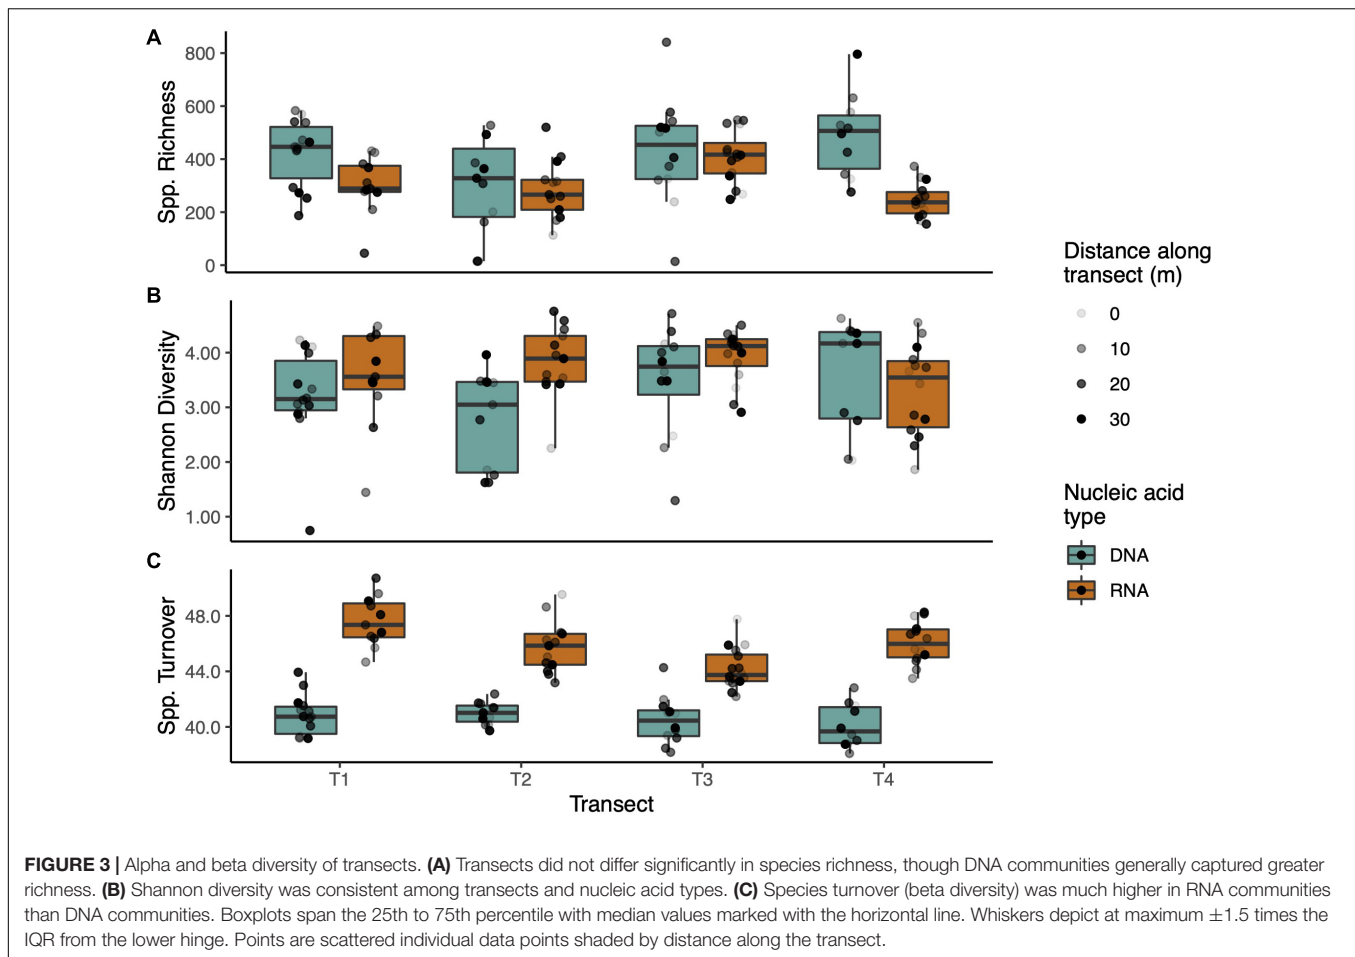 A
800
600
400
200
0
Spp. Richness
B
4.00
3.00
2.00
1.00
Shannon Diversity
C
48.0
44.0
40.0
Spp. Turnover
T1 T2 T3 T4
Transect
Distance along
transect (m)
0
10
20
30
Nucleic acid
type
DNA
RNA
FIGURE 3 | Alpha and beta diversity of transects. (A) Transects did not differ significantly in species richness, though DNA communities generally captured greater
richness. (B) Shannon diversity was consistent among transects and nucleic acid types. (C) Species turnover (beta diversity) was much higher in RNA communities
than DNA communities. Boxplots span the 25th to 75th percentile with median values marked with the horizontal line. Whiskers depict at maximum ±1.5 times the
IQR from the lower hinge. Points are scattered individual data points shaded by distance along the transect.